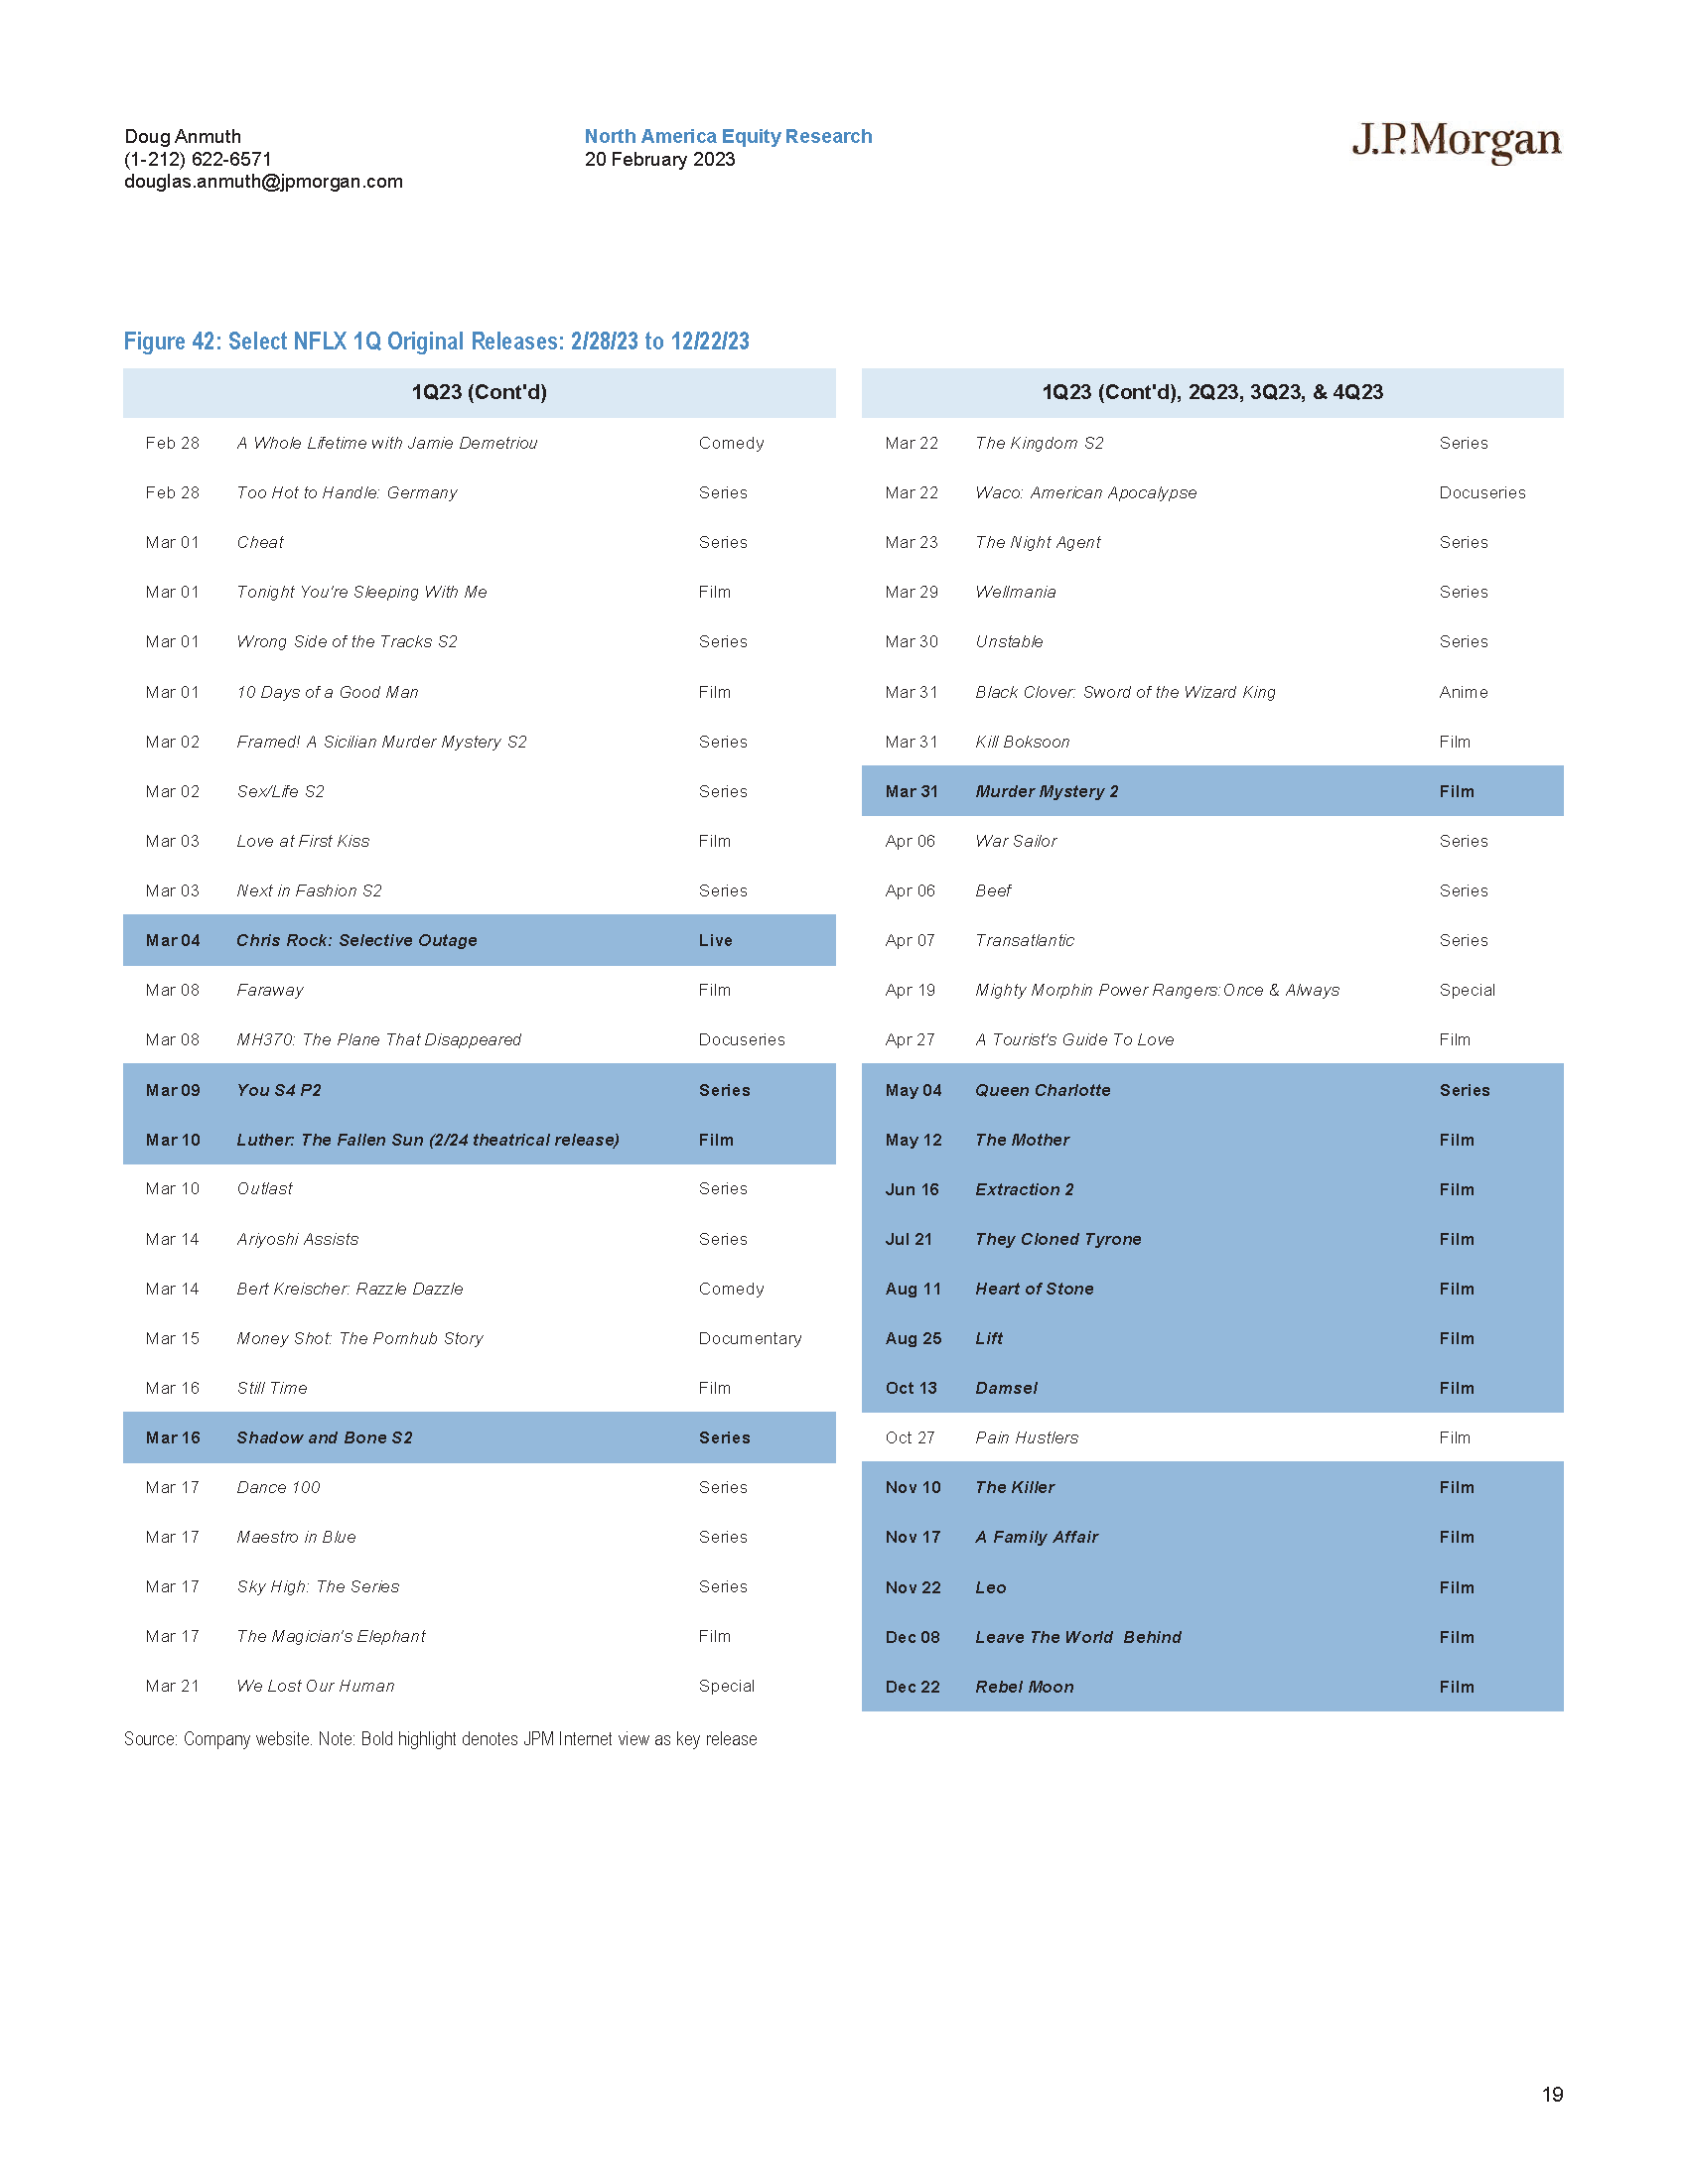 Doug Anmuth
(1-212) 622-6571
douglas.anmuth@jpmorgan.com
North America Equity Research
20 February 2023
J.P.Morgan
Figure 42: Select NFLX 1Q Original Releases: 2/28/23 to 12/22/23
1Q23 (Cont'd)
Feb 28 A Whole Lifetime with Jamie Demetriou Comedy
Feb 28 Too Hot to Handle: Germany Series
Mar 01 Cheat Series
Mar 01 Tonight You're Sleeping With Me Film
Mar 01 Wrong Side of the Tracks S2 Series
Mar 01 10 Days of a Good Man Film
Mar 02 Framed! A Sicilian Murder Mystery S2 Series
Mar 02 Sex/Life S2 Series
Mar 03 Love at First Kiss Film
Mar 03 Next in Fashion S2 Series
Mar 04 Chris Rock: Selective Outage Live
Mar 08 Faraway Film
Mar 08 MH370: The Plane That Disappeared Docuseries
Mar 09 You S4 P2 Series
Mar 10 Luther: The Fallen Sun (2/24 theatrical release) Film
Mar 10 Outlast Series
Mar 14 Ariyoshi Assists Series
Mar 14 Bert Kreischer: Razzle Dazzle Comedy
Mar 15 Money Shot: The Pornhub Story Documentary
Mar 16 Still Time Film
Mar 16 Shadow and Bone S2 Series
Mar 17 Dance 100 Series
Mar 17 Maestro in Blue Series
Mar 17 Sky High: The Series Series
Mar 17 The Magician's Elephant Film
Mar 21 We Lost Our Human Special
1Q23 (Cont'd), 2Q23, 3Q23, & 4Q23
Mar 22 The Kingdom S2 Series
Mar 22 Waco: American Apocalypse Docuseries
Mar 23 The Night Agent Series
Mar 29 Wellmania Series
Mar 30 Unstable Series
Mar 31 Black Clover: Sword of the Wizard King Anime
Mar 31 Kill Boksoon Film
Mar 31 Murder Mystery 2 Film
Apr 06 War Sailor Series
Apr 06 Beef Series
Apr 07 Transatlantic Series
Apr 19 Mighty Morphin Power Rangers:Once & Always Special
Apr 27 A Tourist's Guide To Love Film
May 04 Queen Charlotte Series
May 12 The Mother Film
Jun 16 Extraction 2 Film
Jul 21 They Cloned Tyrone Film
Aug 11 Heart of Stone Film
Aug 25 Lift Film
Oct 13 Damsel Film
Oct 27 Pain Hustlers Film
Nov 10 The Killer Film
Nov 17 A Family Affair Film
Nov 22 Leo Film
Dec 08 Leave The World Behind Film
Dec 22 Rebel Moon Film
Source: Company website. Note: Bold highlight denotes JPM Internet view as key release
19